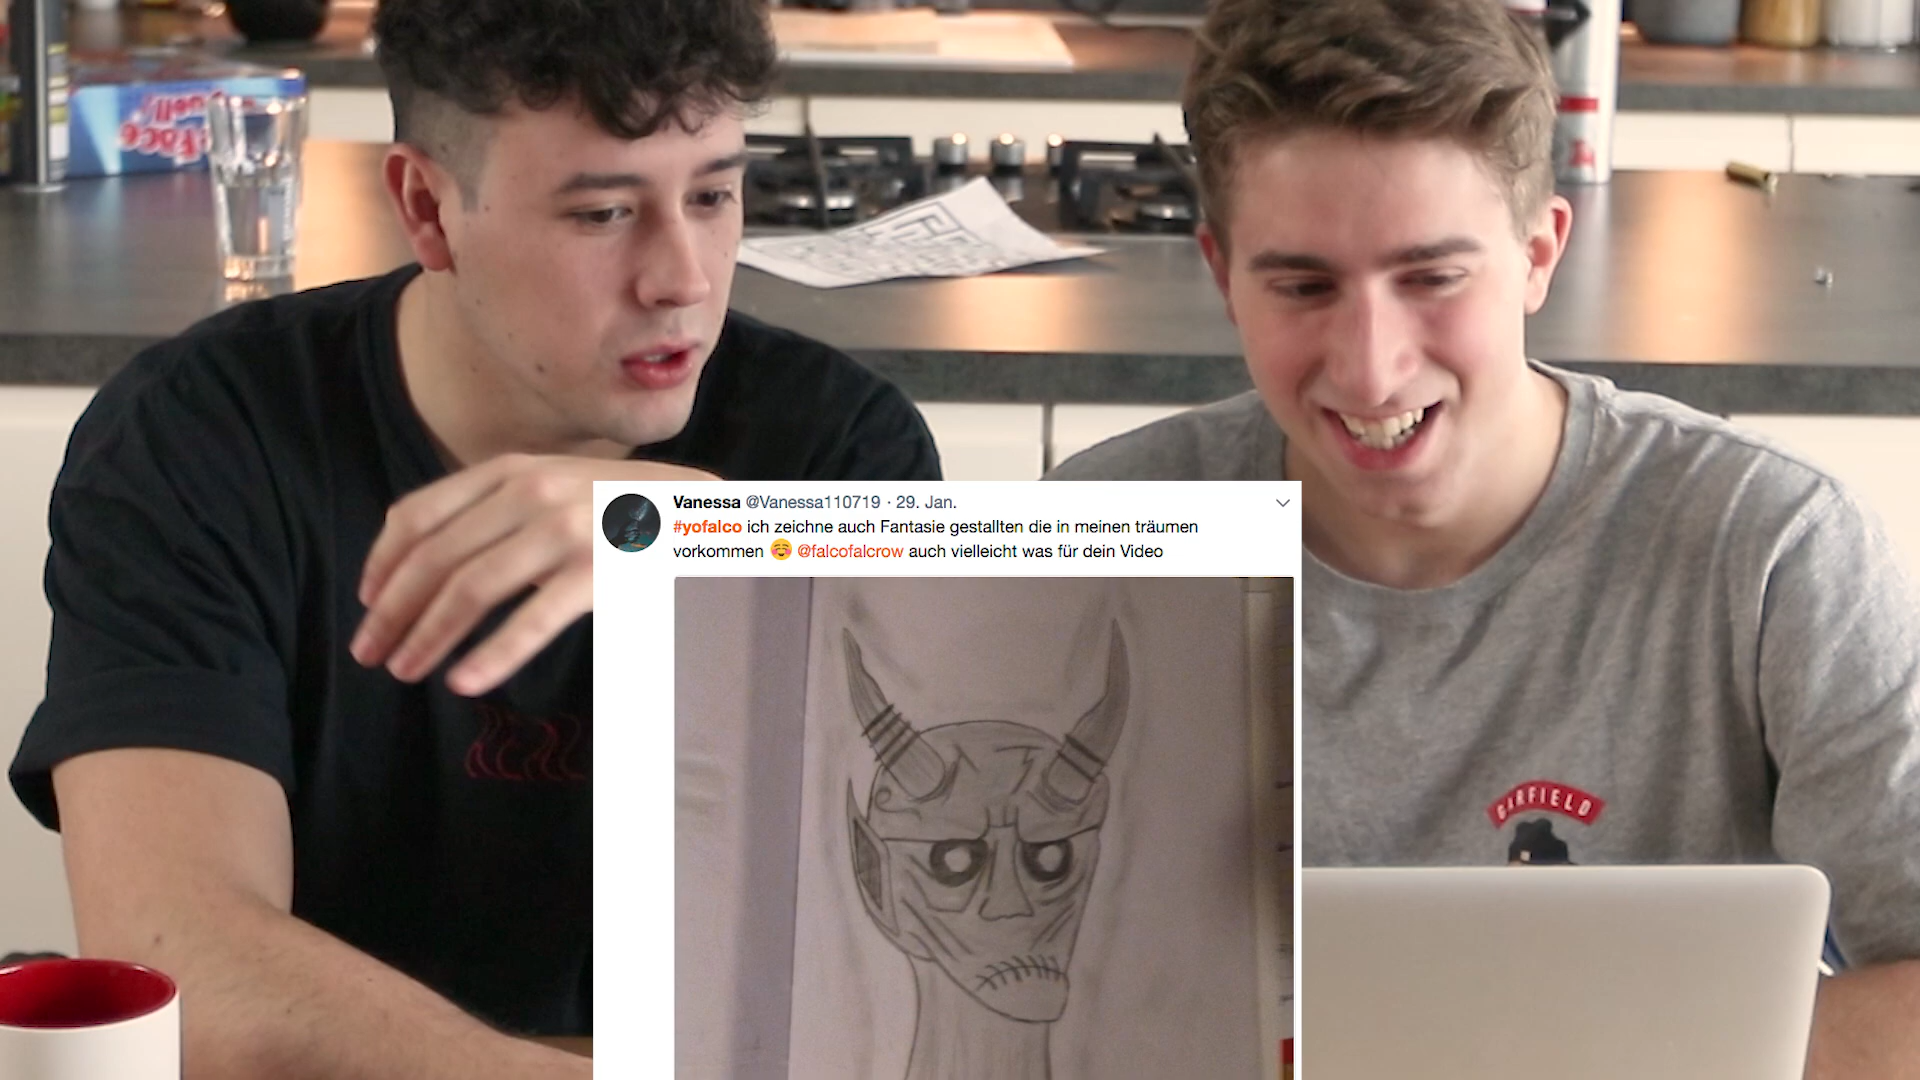 Vanessa @Vanessa110719 · 29. Jan.
#yofalco ich zeichne auch Fantasie gestallten die in meinen träumen
vorkommen @falcofalcrow auch vielleicht was für dein Video
GARFIELD